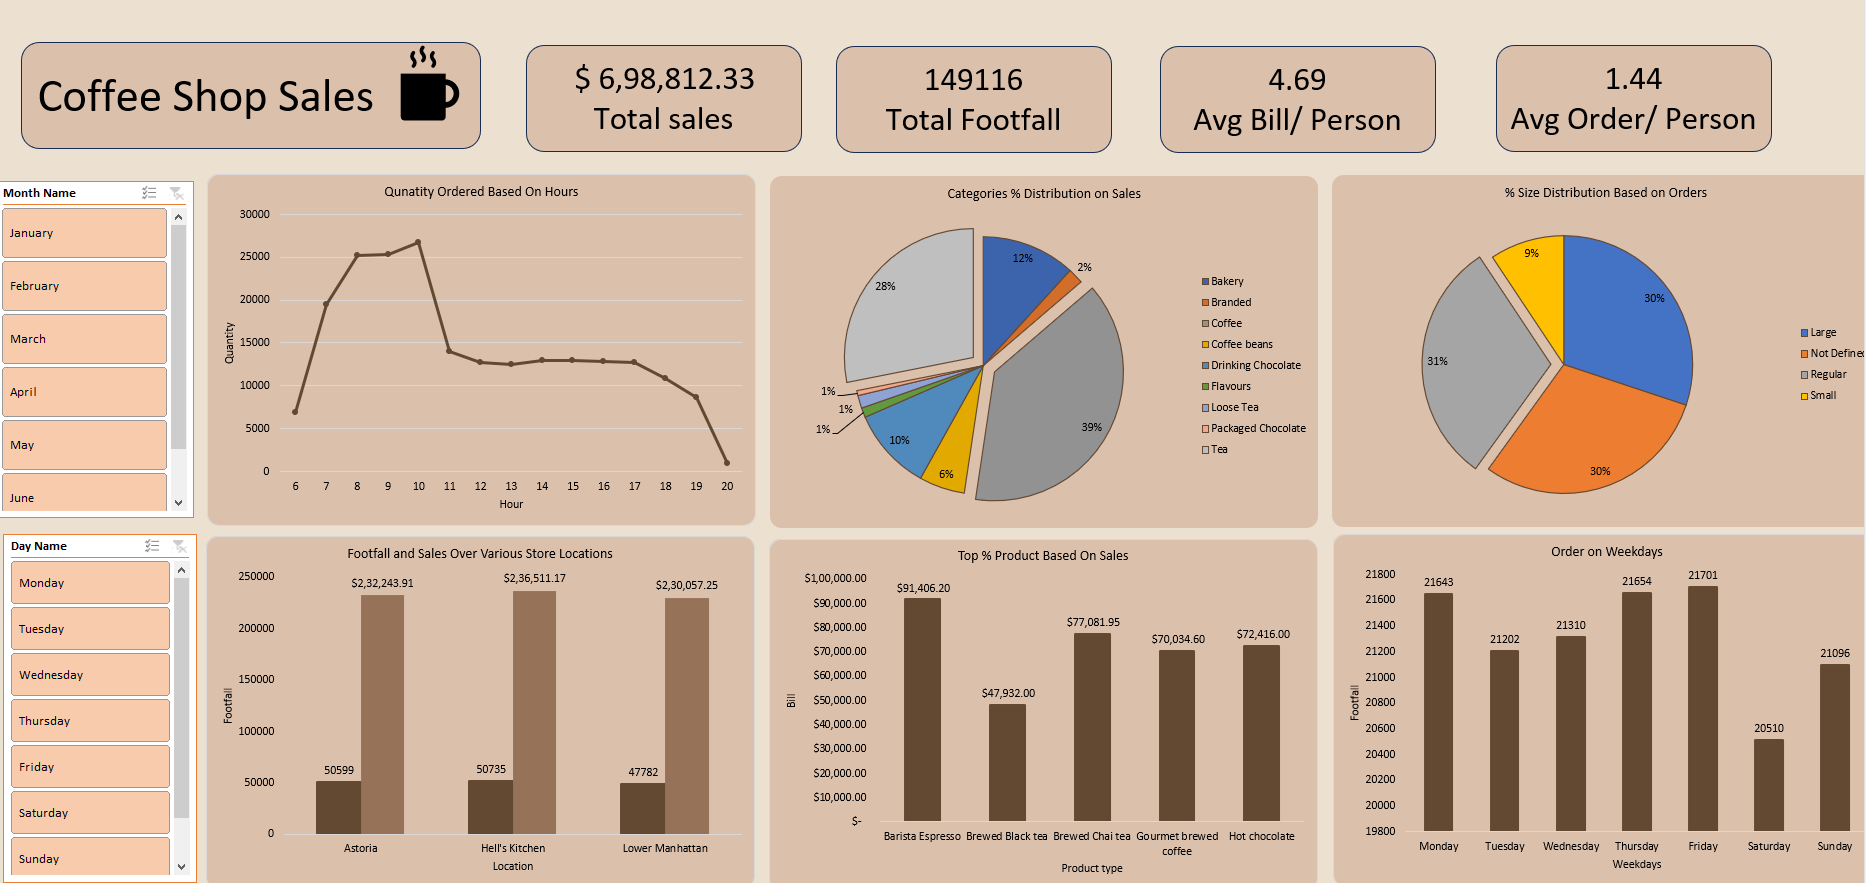 Coffee Shop Sales
$ 6,98,812.33
Total sales
149116
Total Footfall
4.69
Avg Bill/ Person
1.44
Avg Order/ Person
Month Name
January
February
March
April
May
June
Day Name
Monday
Tuesday
Wednesday
Thursday
Friday
Saturday
Sunday
Qunatity Ordered Based On Hours
30000
25000
20000
15000
10000
5000
0
Quantity
6 7 8 9 10 11 12 13 14 15 16 17 18 19 20
Hour
Categories % Distribution on Sales
12%
2%
28%
39%
1%
1%
1%
10%
6%
Bakery
Branded
Coffee
Coffee beans
Drinking Chocolate
Flavours
Loose Tea
Packaged Chocolate
Tea
% Size Distribution Based on Orders
9%
30%
31%
30%
Large
Not Defined
Regular
Small
Footfall and Sales Over Various Store Locations
250000
200000
150000
100000
50000
0
Footfall
$2,32,243.91
$2,36,511.17
$2,30,057.25
50599
50735
47782
Astoria Hell's Kitchen Lower Manhattan
Location
Top % Product Based On Sales
$1,00,000.00
$90,000.00
$80,000.00
$70,000.00
$60,000.00
$50,000.00
$40,000.00
$30,000.00
$20,000.00
$10,000.00
$-
Bill
$91,406.20
$47,932.00
$77,081.95
$70,034.60
$72,416.00
Barista Espresso Brewed Black tea Brewed Chai tea Gourmet brewed Hot chocolate
coffee
Product type
Order on Weekdays
21800
21600
21400
21200
21000
20800
20600
20400
20200
20000
19800
Footfall
21643
21202
21310
21654
21701
20510
21096
Monday Tuesday Wednesday Thursday Friday Saturday Sunday
Weekdays